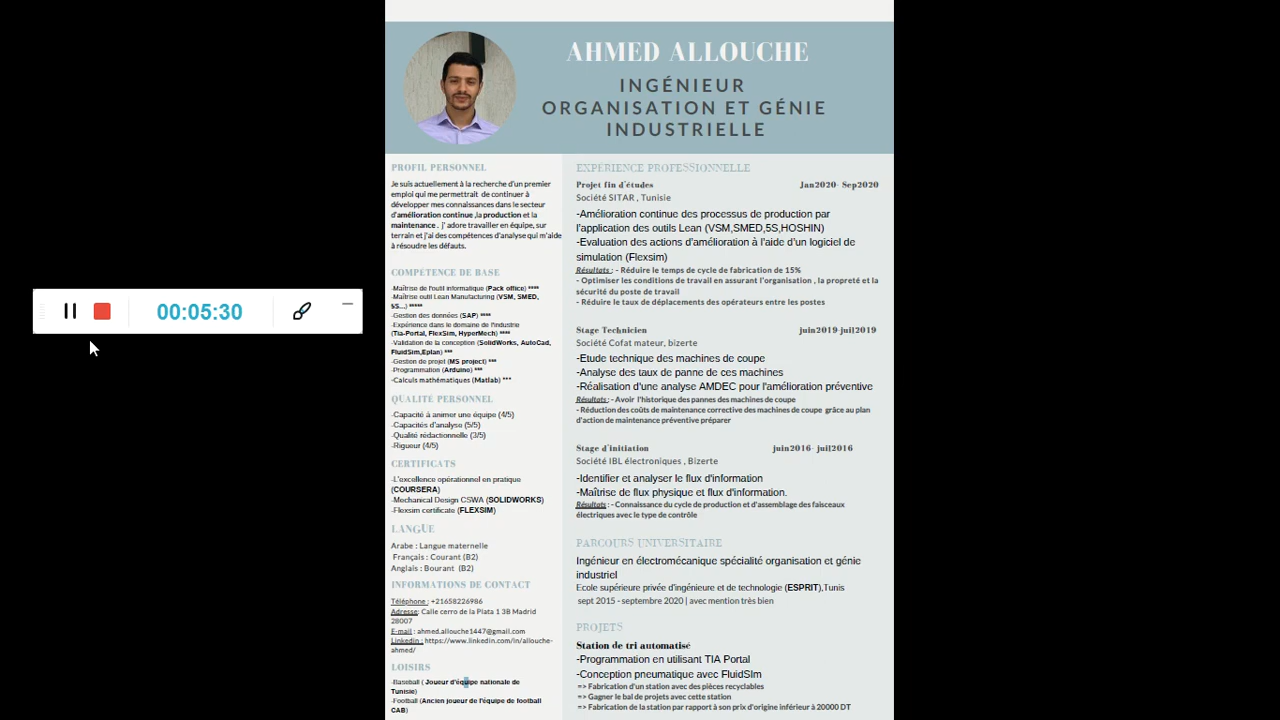 00:05:30
AHMED ALLOUCHE
INGÉNIEUR
ORGANISATION ET GÉNIE
INDUSTRIELLE
PROFIL PERSONNEL
Je suis actuellement à la recherche d'un premier
emploi qui me permettrait de continuer à
développer mes connaissances dans le secteur
d'amélioration continue ,la production et la
maintenance . j' adore travailler en équipe, sur
terrain et j'ai des compétences d'analyse qui m'aide
à résoudre les défauts.
COMPÉTENCE DE BASE
-Maîtrise de l'outil informatique (Pack office) ****
-Maîtrise outil Lean Manufacturing (VSM, SMED,
5S...) *****
-Gestion des données (SAP) ****
-Expérience dans le domaine de l'industrie
(Tia-Portal, FlexSim, HyperMech) ****
-Validation de la conception (SolidWorks, AutoCad,
FluidSim,Eplan) ***
-Gestion de projet (MS project) ***
-Programmation (Arduino) ***
-Calculs mathématiques (Matlab) ***
QUALITÉ PERSONNEL
-Capacité à animer une équipe (4/5)
-Capacités d'analyse (5/5)
-Qualité rédactionnelle (3/5)
-Rigueur (4/5)
CERTIFICATS
-L'excellence opérationnel en pratique
(COURSERA)
-Mechanical Design CSWA (SOLIDWORKS)
-Flexsim certificate (FLEXSIM)
LANGUE
Arabe : Langue maternelle
Français : Courant (B2)
Anglais : Bourant (B2)
INFORMATIONS DE CONTACT
Téléphone : +21658226986
Adresse: Calle cerro de la Plata 1 3B Madrid
28007
E-mail : ahmed.allouche1447@gmail.com
Linkedin : https://www.linkedin.com/in/allouche-
ahmed/
LOISIRS
-Baseball ( Joueur d'équipe nationale de
Tunisie)
-Football (Ancien joueur de l'équipe de football
CAB)
EXPÉRIENCE PROFESSIONNELLE
Projet fin d'études Jan2020- Sep2020
Société SITAR , Tunisie
-Amélioration continue des processus de production par
l'application des outils Lean (VSM,SMED,5S,HOSHIN)
-Evaluation des actions d'amélioration à l'aide d'un logiciel de
simulation (Flexsim)
Résultats : - Réduire le temps de cycle de fabrication de 15%
- Optimiser les conditions de travail en assurant l'organisation , la propreté et la
sécurité du poste de travail
- Réduire le taux de déplacements des opérateurs entre les postes
Stage Technicien juin2019-juil2019
Société Cofat mateur, bizerte
-Etude technique des machines de coupe
-Analyse des taux de panne de ces machines
-Réalisation d'une analyse AMDEC pour l'amélioration préventive
Résultats : - Avoir l'historique des pannes des machines de coupe
- Réduction des coûts de maintenance corrective des machines de coupe grâce au plan
d'action de maintenance préventive préparer
Stage d'initiation juin2016- juil2016
Société IBL électroniques , Bizerte
-Identifier et analyser le flux d'information
-Maîtrise de flux physique et flux d'information.
Résultats : - Connaissance du cycle de production et d'assemblage des faisceaux
électriques avec le type de contrôle
PARCOURS UNIVERSITAIRE
Ingénieur en électromécanique spécialité organisation et génie
industriel
Ecole supérieure privée d'ingénieure et de technologie (ESPRIT),Tunis
sept 2015 - septembre 2020 | avec mention très bien
PROJETS
Station de tri automatisé
-Programmation en utilisant TIA Portal
-Conception pneumatique avec FluidSIm
=> Fabrication d'un station avec des pièces recyclables
=> Gagner le bal de projets avec cette station
=> Fabrication de la station par rapport à son prix d'origine inférieur à 20000 DT